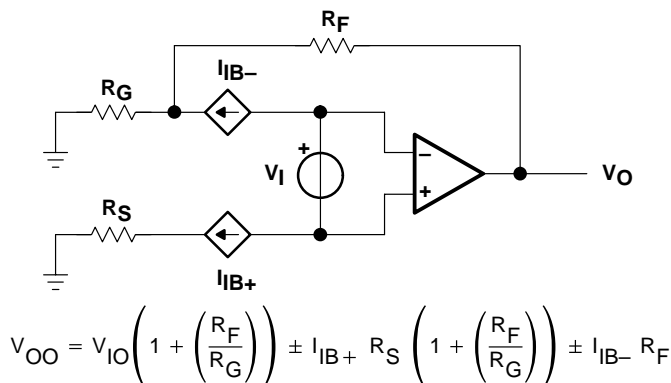 R_F
I_IB–
R_G
+
V_I
–
+
V_O
R_S
I_IB+
V_OO = V_IO(1 + (R_F/R_G)) ± I_IB+ R_S (1 + (R_F/R_G)) ± I_IB– R_F